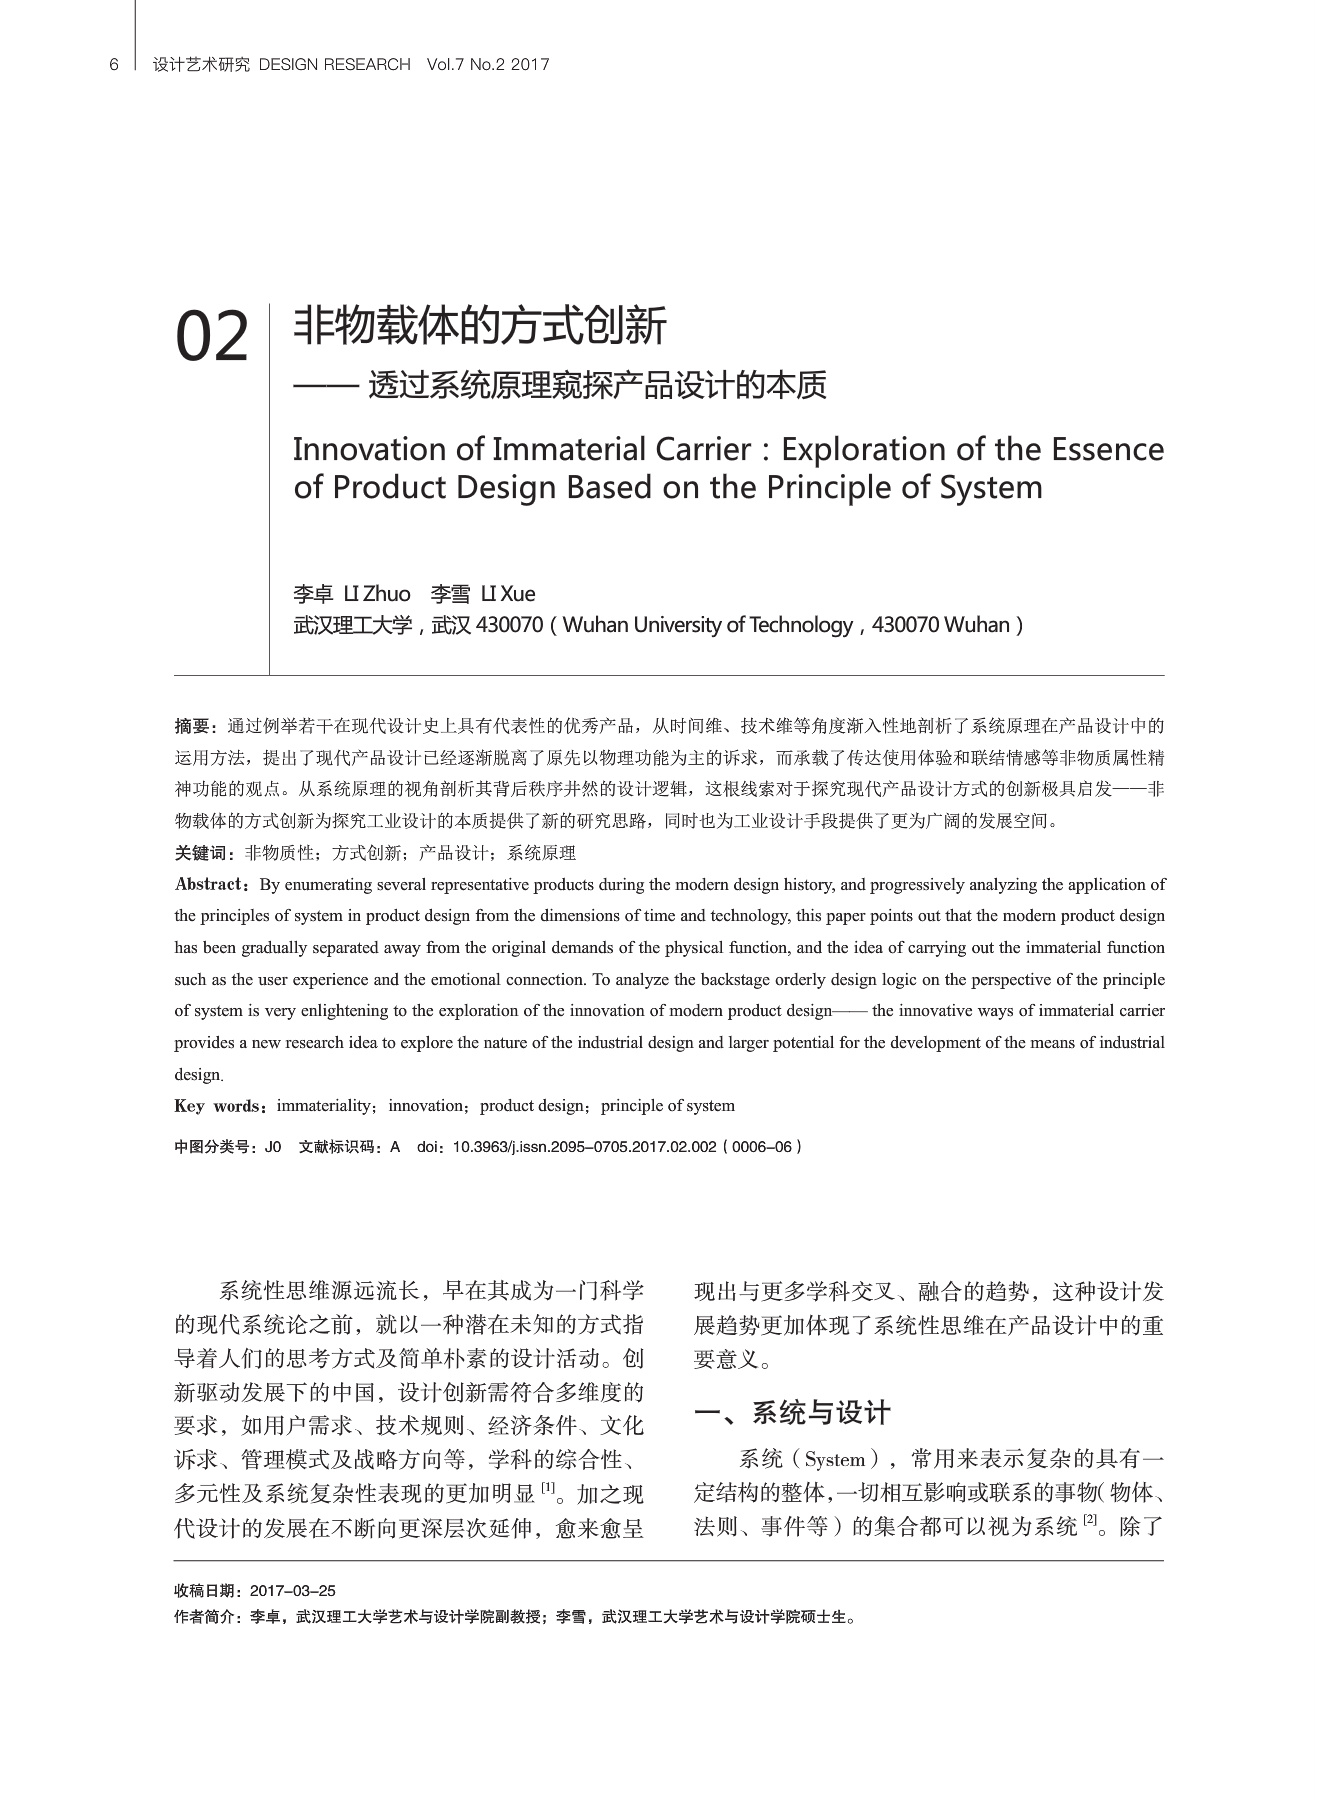 6 设计艺术研究 DESIGN RESEARCH Vol.7 No.2 2017
02
非物载体的方式创新
—— 透过系统原理窥探产品设计的本质
Innovation of Immaterial Carrier：Exploration of the Essence
of Product Design Based on the Principle of System
李卓 LI Zhuo 李雪 LI Xue
武汉理工大学，武汉 430070（Wuhan University of Technology，430070 Wuhan）
摘要：通过例举若干在现代设计史上具有代表性的优秀产品，从时间维、技术维等角度渐入性地剖析了系统原理在产品设计中的
运用方法，提出了现代产品设计已经逐渐脱离了原先以物理功能为主的诉求，而承载了传达使用体验和联结情感等非物质属性精
神功能的观点。从系统原理的视角剖析其背后秩序井然的设计逻辑，这根线索对于探究现代产品设计方式的创新极具启发——非
物载体的方式创新为探究工业设计的本质提供了新的研究思路，同时也为工业设计手段提供了更为广阔的发展空间。
关键词：非物质性；方式创新；产品设计；系统原理
Abstract：By enumerating several representative products during the modern design history, and progressively analyzing the application of
the principles of system in product design from the dimensions of time and technology, this paper points out that the modern product design
has been gradually separated away from the original demands of the physical function, and the idea of carrying out the immaterial function
such as the user experience and the emotional connection. To analyze the backstage orderly design logic on the perspective of the principle
of system is very enlightening to the exploration of the innovation of modern product design—— the innovative ways of immaterial carrier
provides a new research idea to explore the nature of the industrial design and larger potential for the development of the means of industrial
design.
Key words：immateriality；innovation；product design；principle of system
中图分类号：J0 文献标识码：A doi：10.3963/j.issn.2095-0705.2017.02.002（0006-06）
系统性思维源远流长，早在其成为一门科学
的现代系统论之前，就以一种潜在未知的方式指
导着人们的思考方式及简单朴素的设计活动。创
新驱动发展下的中国，设计创新需符合多维度的
要求，如用户需求、技术规则、经济条件、文化
诉求、管理模式及战略方向等，学科的综合性、
多元性及系统复杂性表现的更加明显[1]。加之现
代设计的发展在不断向更深层次延伸，愈来愈呈
现出与更多学科交叉、融合的趋势，这种设计发
展趋势更加体现了系统性思维在产品设计中的重
要意义。
一、系统与设计
系统（System），常用来表示复杂的具有一
定结构的整体，一切相互影响或联系的事物（物体、
法则、事件等）的集合都可以视为系统[2]。除了
收稿日期：2017-03-25
作者简介：李卓，武汉理工大学艺术与设计学院副教授；李雪，武汉理工大学艺术与设计学院硕士生。